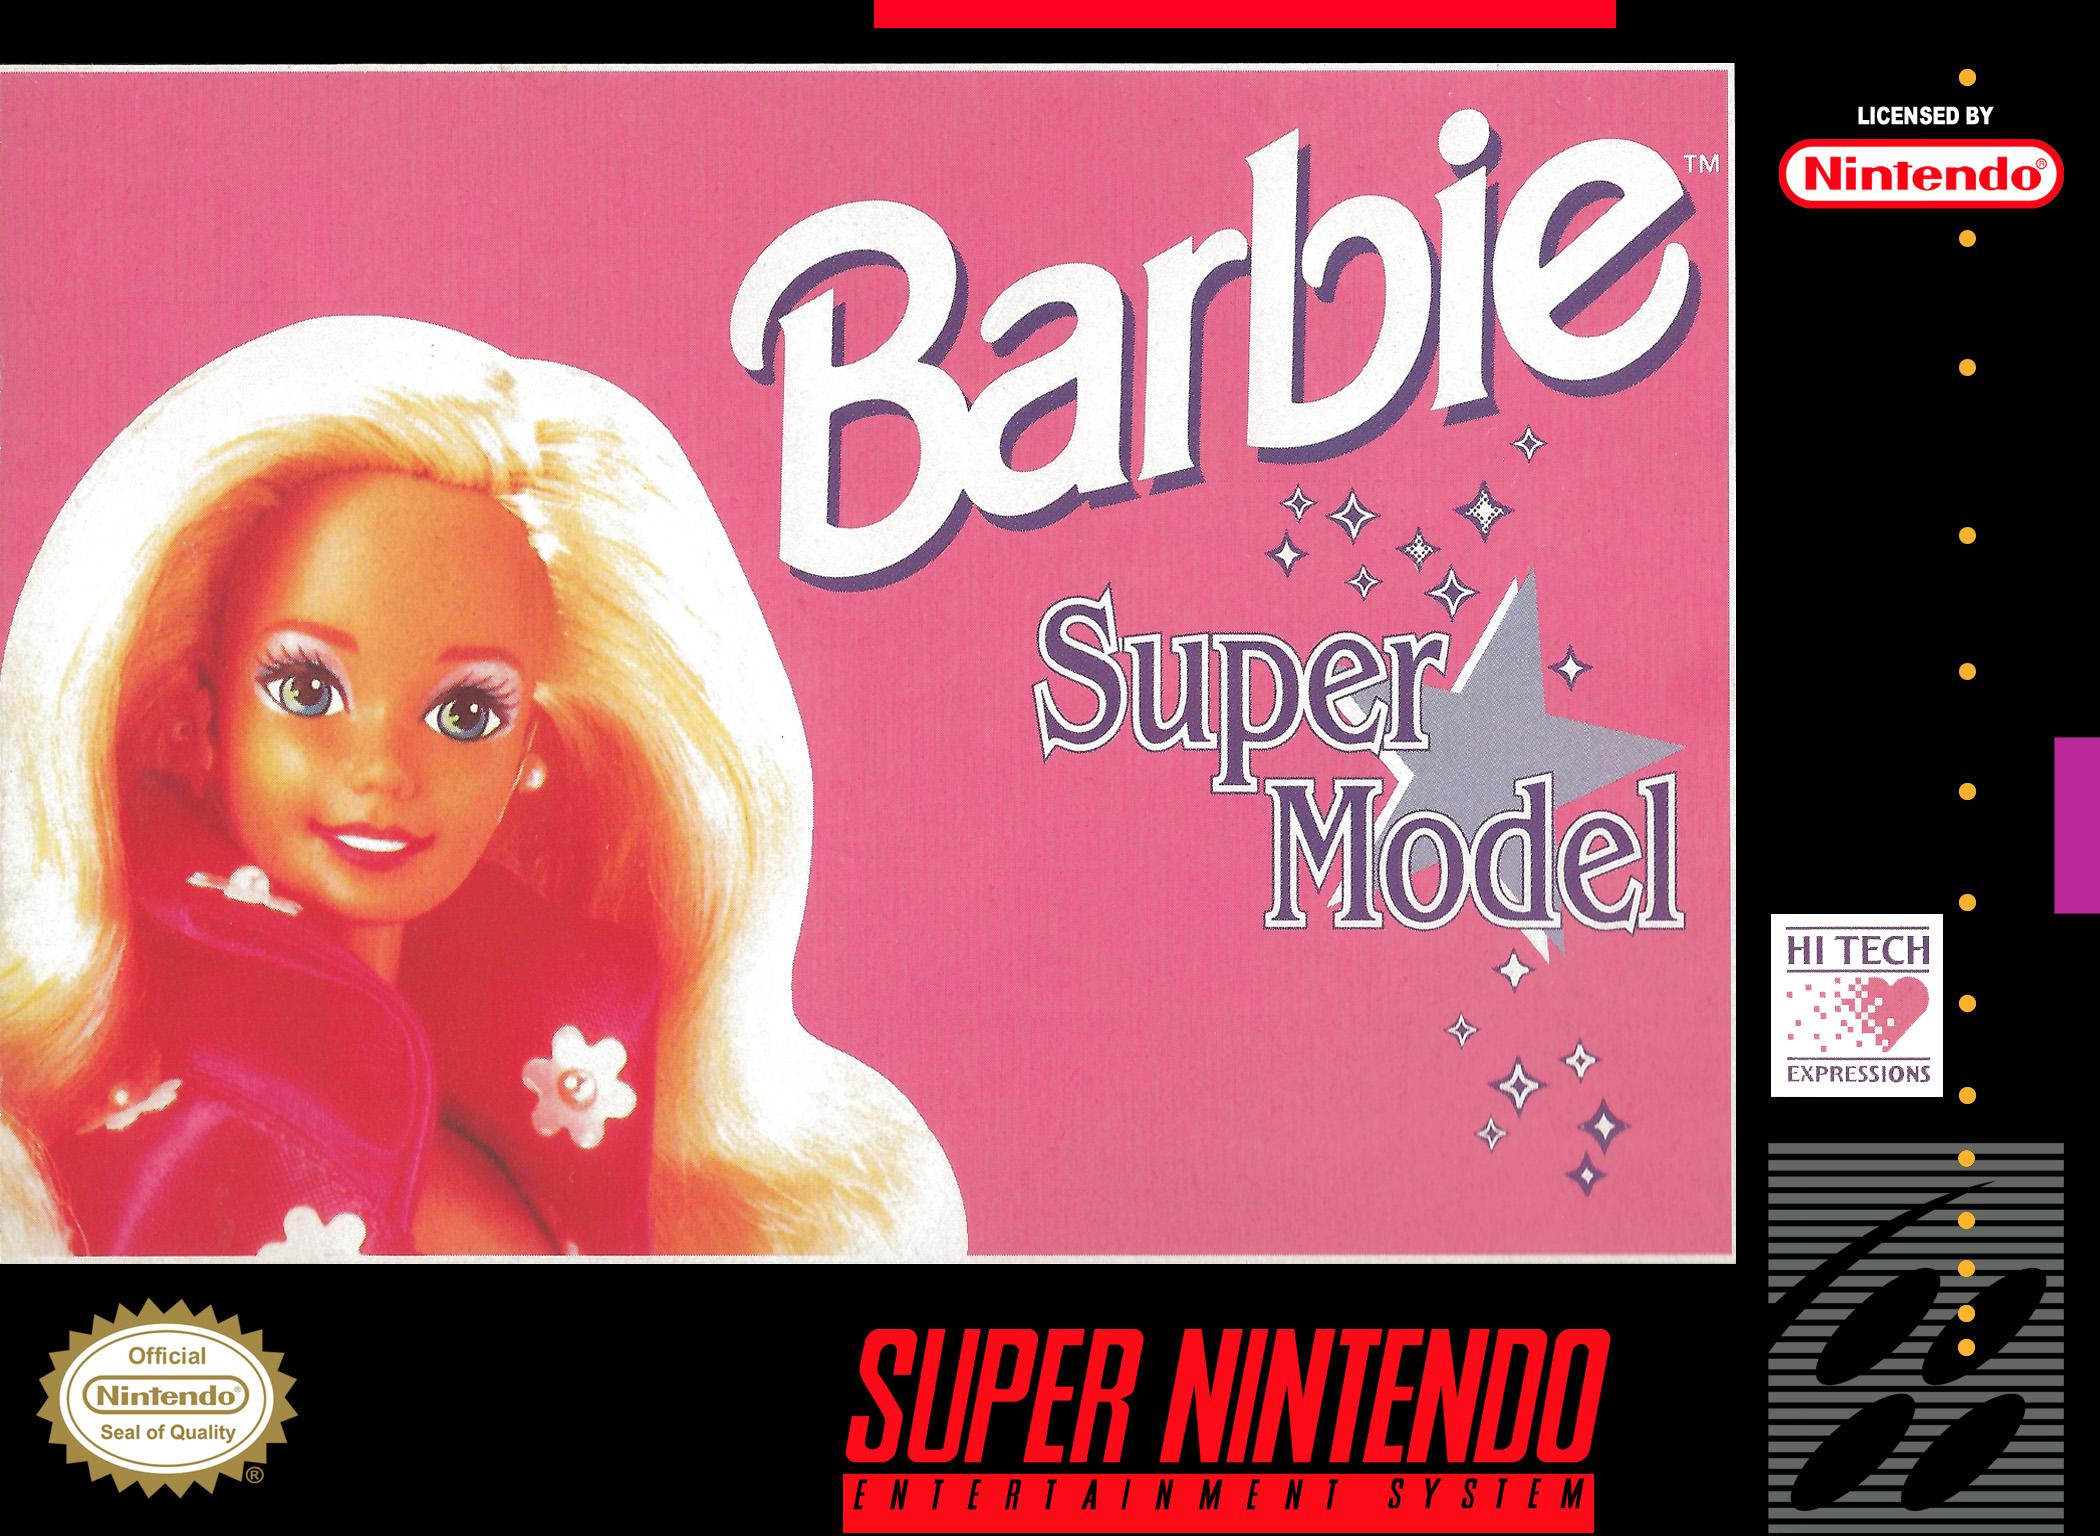 LICENSED BY
Nintendo®
Barbie™
Super
Model
HI TECH
EXPRESSIONS
Official
Nintendo®
Seal of Quality
®
SUPER NINTENDO
ENTERTAINMENT SYSTEM